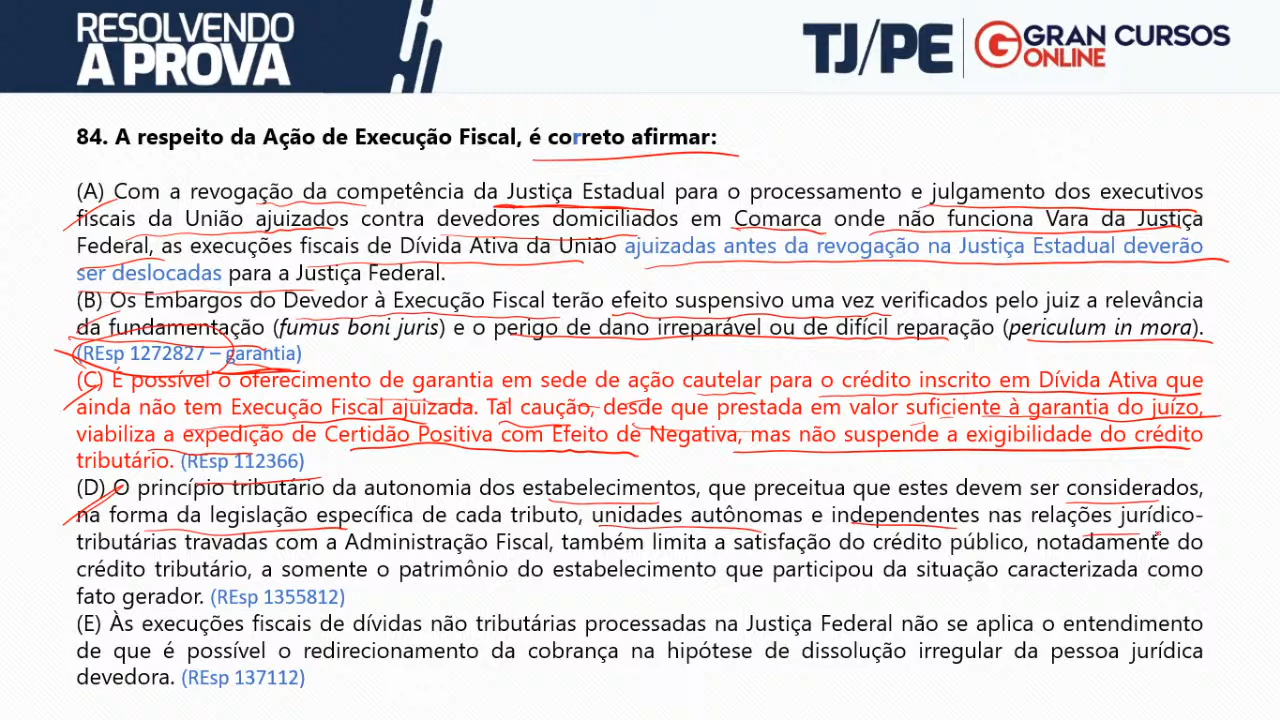 RESOLVENDO
A PROVA
TJ/PE
GRAN CURSOS
ONLINE
84. A respeito da Ação de Execução Fiscal, é correto afirmar:
(A) Com a revogação da competência da Justiça Estadual para o processamento e julgamento dos executivos
fiscais da União ajuizados contra devedores domiciliados em Comarca onde não funciona Vara da Justiça
Federal, as execuções fiscais de Dívida Ativa da União ajuizadas antes da revogação na Justiça Estadual deverão
ser deslocadas para a Justiça Federal.
(B) Os Embargos do Devedor à Execução Fiscal terão efeito suspensivo uma vez verificados pelo juiz a relevância
da fundamentação (fumus boni juris) e o perigo de dano irreparável ou de difícil reparação (periculum in mora).
(REsp 1272827 – garantia)
(C) É possível o oferecimento de garantia em sede de ação cautelar para o crédito inscrito em Dívida Ativa que
ainda não tem Execução Fiscal ajuizada. Tal caução, desde que prestada em valor suficiente à garantia do juízo,
viabiliza a expedição de Certidão Positiva com Efeito de Negativa, mas não suspende a exigibilidade do crédito
tributário. (REsp 112366)
(D) O princípio tributário da autonomia dos estabelecimentos, que preceitua que estes devem ser considerados,
na forma da legislação específica de cada tributo, unidades autônomas e independentes nas relações jurídico-
tributárias travadas com a Administração Fiscal, também limita a satisfação do crédito público, notadamente do
crédito tributário, a somente o patrimônio do estabelecimento que participou da situação caracterizada como
fato gerador. (REsp 1355812)
(E) Às execuções fiscais de dívidas não tributárias processadas na Justiça Federal não se aplica o entendimento
de que é possível o redirecionamento da cobrança na hipótese de dissolução irregular da pessoa jurídica
devedora. (REsp 137112)